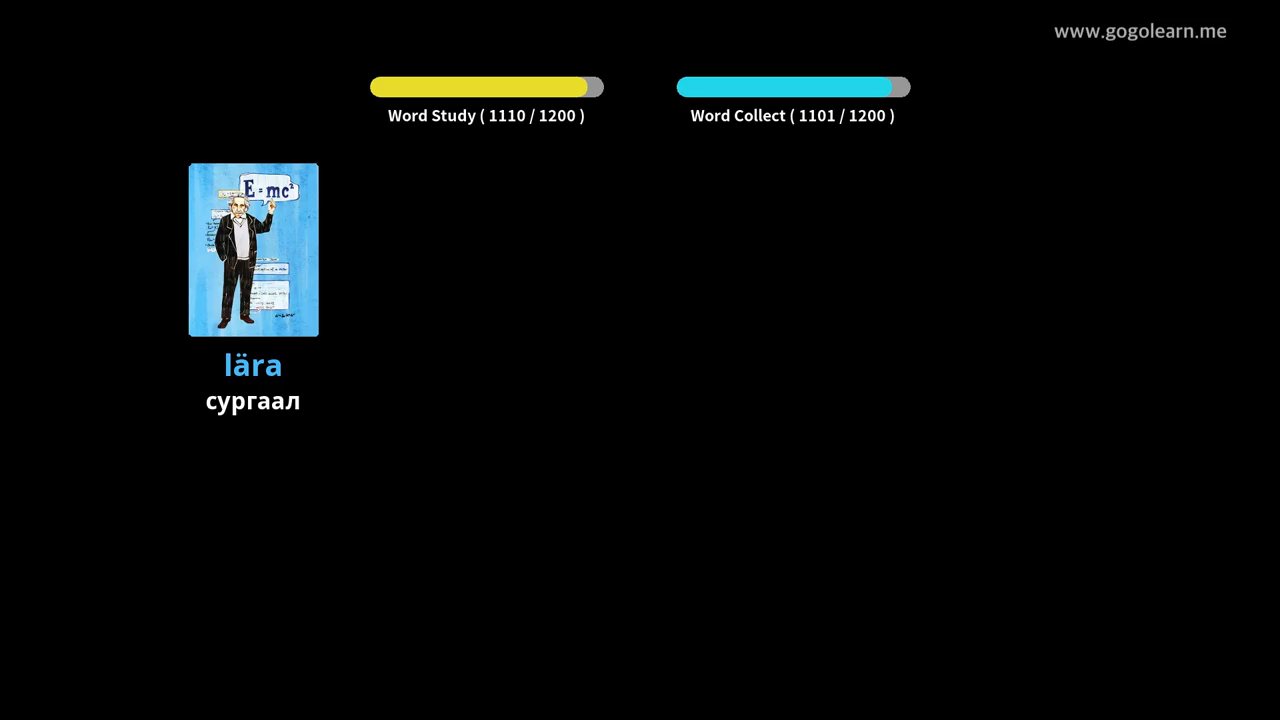 www.gogolearn.me
Word Study ( 1110 / 1200 )
Word Collect ( 1101 / 1200 )
E = mc²
lära
сургаал